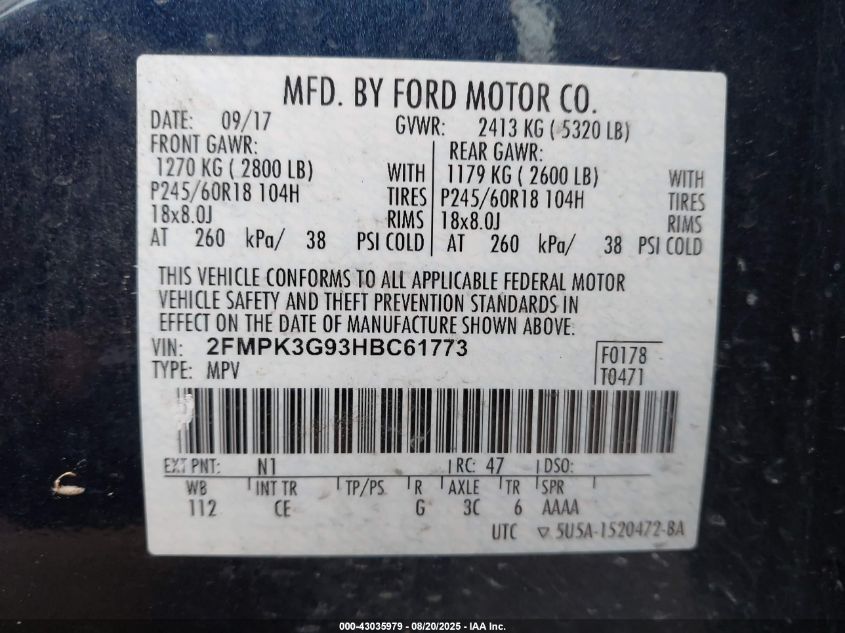 MFD. BY FORD MOTOR CO.
DATE: 09/17 GVWR: 2413 KG ( 5320 LB)
FRONT GAWR: REAR GAWR:
1270 KG ( 2800 LB) WITH 1179 KG ( 2600 LB) WITH
P245/60R18 104H TIRES P245/60R18 104H TIRES
18x8.0J RIMS 18x8.0J RIMS
AT 260 kPa/ 38 PSI COLD AT 260 kPa/ 38 PSI COLD
THIS VEHICLE CONFORMS TO ALL APPLICABLE FEDERAL MOTOR
VEHICLE SAFETY AND THEFT PREVENTION STANDARDS IN
EFFECT ON THE DATE OF MANUFACTURE SHOWN ABOVE.
VIN: 2FMPK3G93HBC61773 F0178
TYPE: MPV T0471
EXT PNT: N1 RC: 47 DSO:
WB INT TR TP/PS R AXLE TR SPR
112 CE G 3C 6 AAAA
UTC ▽ 5U5A-1520472-BA
000-43035979 - 08/20/2025 - IAA Inc.